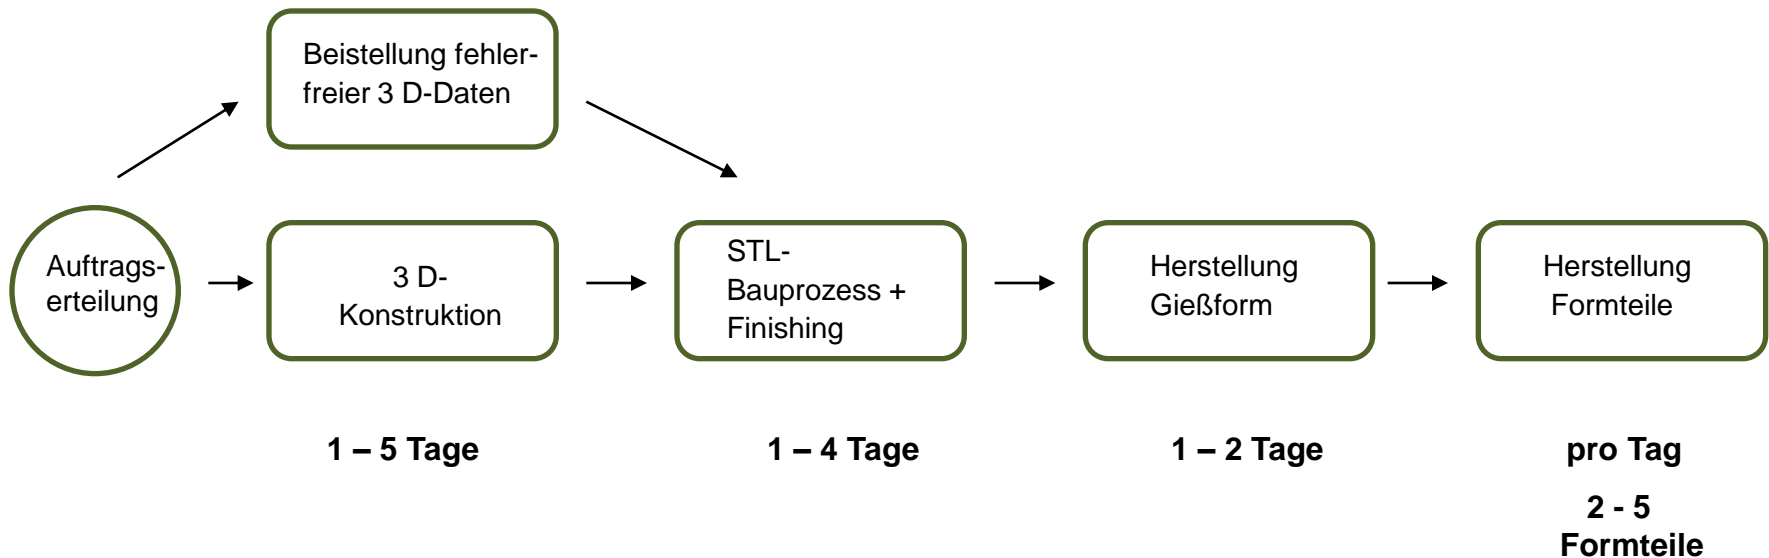 Beistellung fehler-
freier 3 D-Daten
Auftrags-
erteilung
3 D-
Konstruktion
STL-
Bauprozess +
Finishing
Herstellung
Gießform
Herstellung
Formteile
1 – 5 Tage
1 – 4 Tage
1 – 2 Tage
pro Tag
2 - 5
Formteile